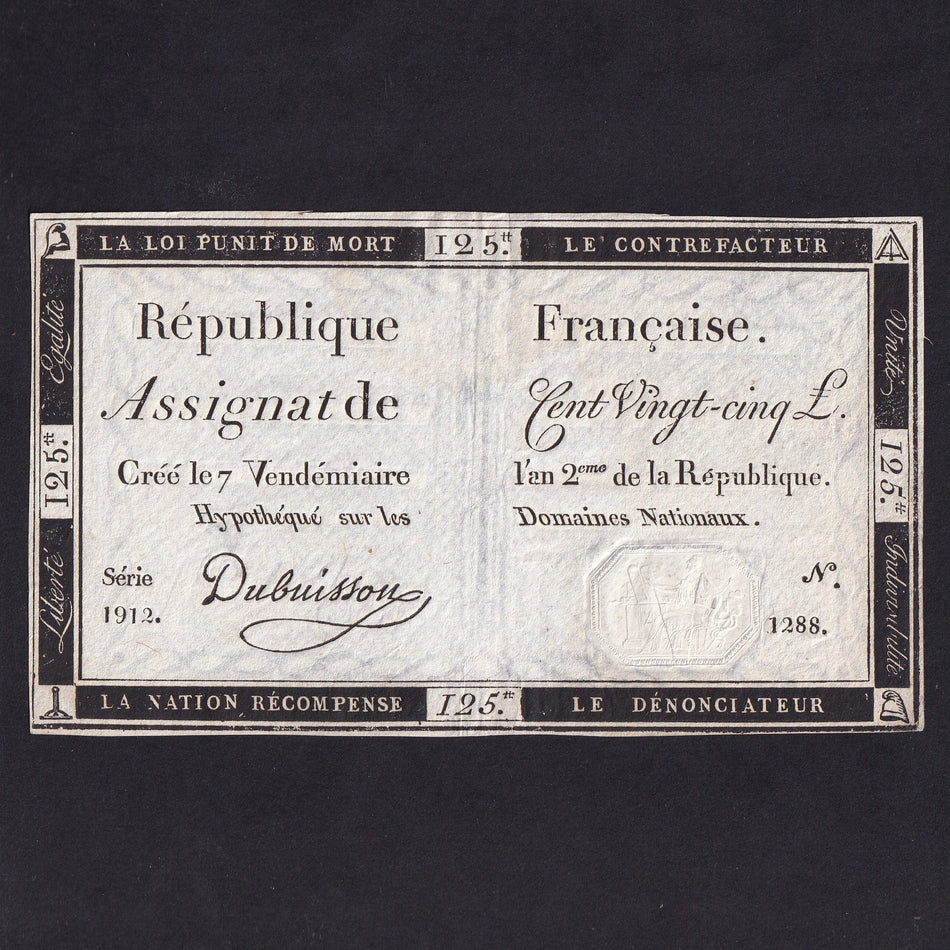 LA LOI PUNIT DE MORT 125.tt LE CONTREFACTEUR
Egalité
Unité
République Française.
Assignat de Cent Vingt-cinq £.
125.tt
125.tt
Créé le 7 Vendémiaire l'an 2eme de la République.
Hypothéqué sur les Domaines Nationaux.
Liberté
Indivisibilité
Série Dubuisson N.
1912. 1288.
LA NATION RÉCOMPENSE 125.tt LE DÉNONCIATEUR